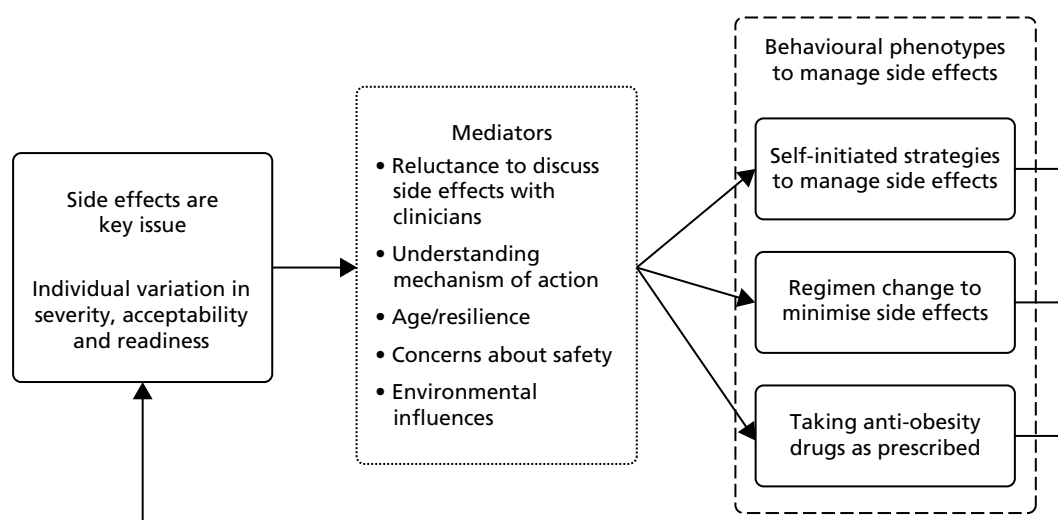 Side effects are
key issue
Individual variation in
severity, acceptability
and readiness
Mediators
• Reluctance to discuss
side effects with
clinicians
• Understanding
mechanism of action
• Age/resilience
• Concerns about safety
• Environmental
influences
Behavioural phenotypes
to manage side effects
Self-initiated strategies
to manage side effects
Regimen change to
minimise side effects
Taking anti-obesity
drugs as prescribed